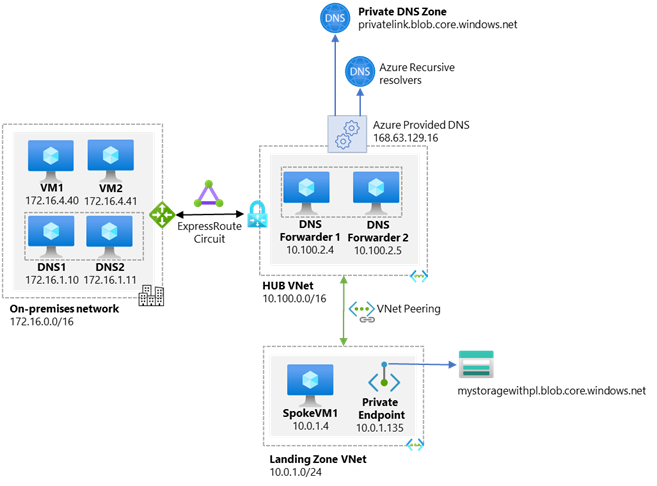 Private DNS Zone
privatelink.blob.core.windows.net
DNS
DNS
Azure Recursive
resolvers
Azure Provided DNS
168.63.129.16
VM1
172.16.4.40
VM2
172.16.4.41
DNS1
172.16.1.10
DNS2
172.16.1.11
On-premises network
172.16.0.0/16
ExpressRoute
Circuit
DNS
Forwarder 1
10.100.2.4
DNS
Forwarder 2
10.100.2.5
HUB VNet
10.100.0.0/16
VNet Peering
SpokeVM1
10.0.1.4
Private
Endpoint
10.0.1.135
mystoragewithpl.blob.core.windows.net
Landing Zone VNet
10.0.1.0/24